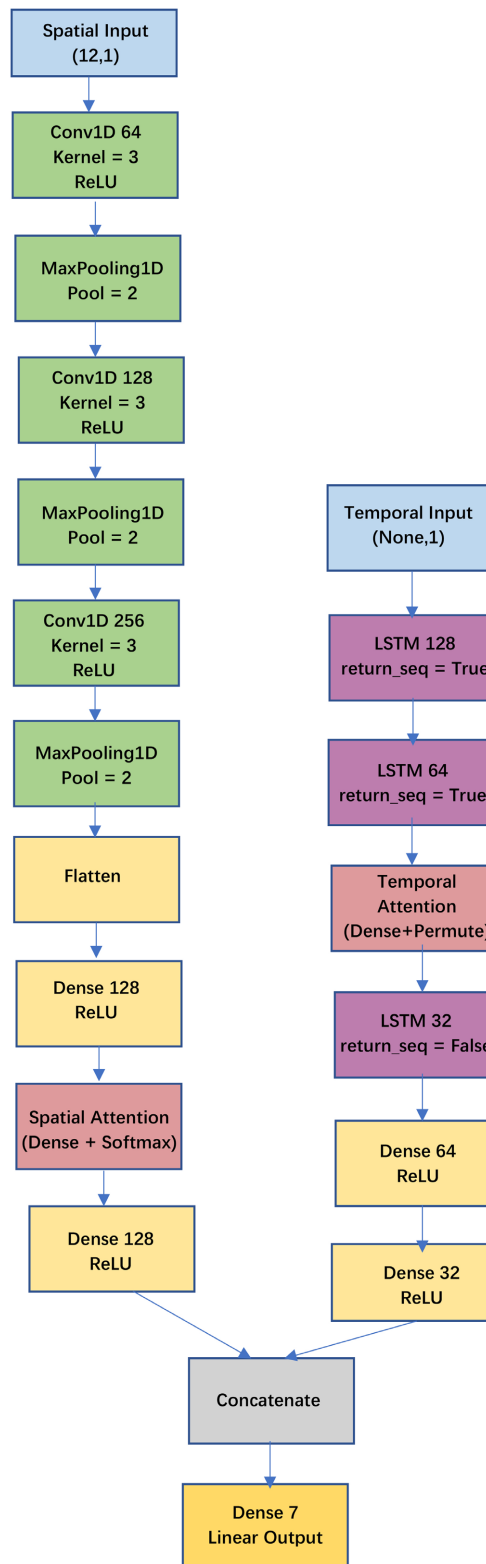 Spatial Input
(12,1)
Conv1D 64
Kernel = 3
ReLU
MaxPooling1D
Pool = 2
Conv1D 128
Kernel = 3
ReLU
MaxPooling1D
Pool = 2
Conv1D 256
Kernel = 3
ReLU
MaxPooling1D
Pool = 2
Flatten
Dense 128
ReLU
Spatial Attention
(Dense + Softmax)
Dense 128
ReLU
Temporal Input
(None,1)
LSTM 128
return_seq = True
LSTM 64
return_seq = True
Temporal
Attention
(Dense+Permute)
LSTM 32
return_seq = False
Dense 64
ReLU
Dense 32
ReLU
Concatenate
Dense 7
Linear Output